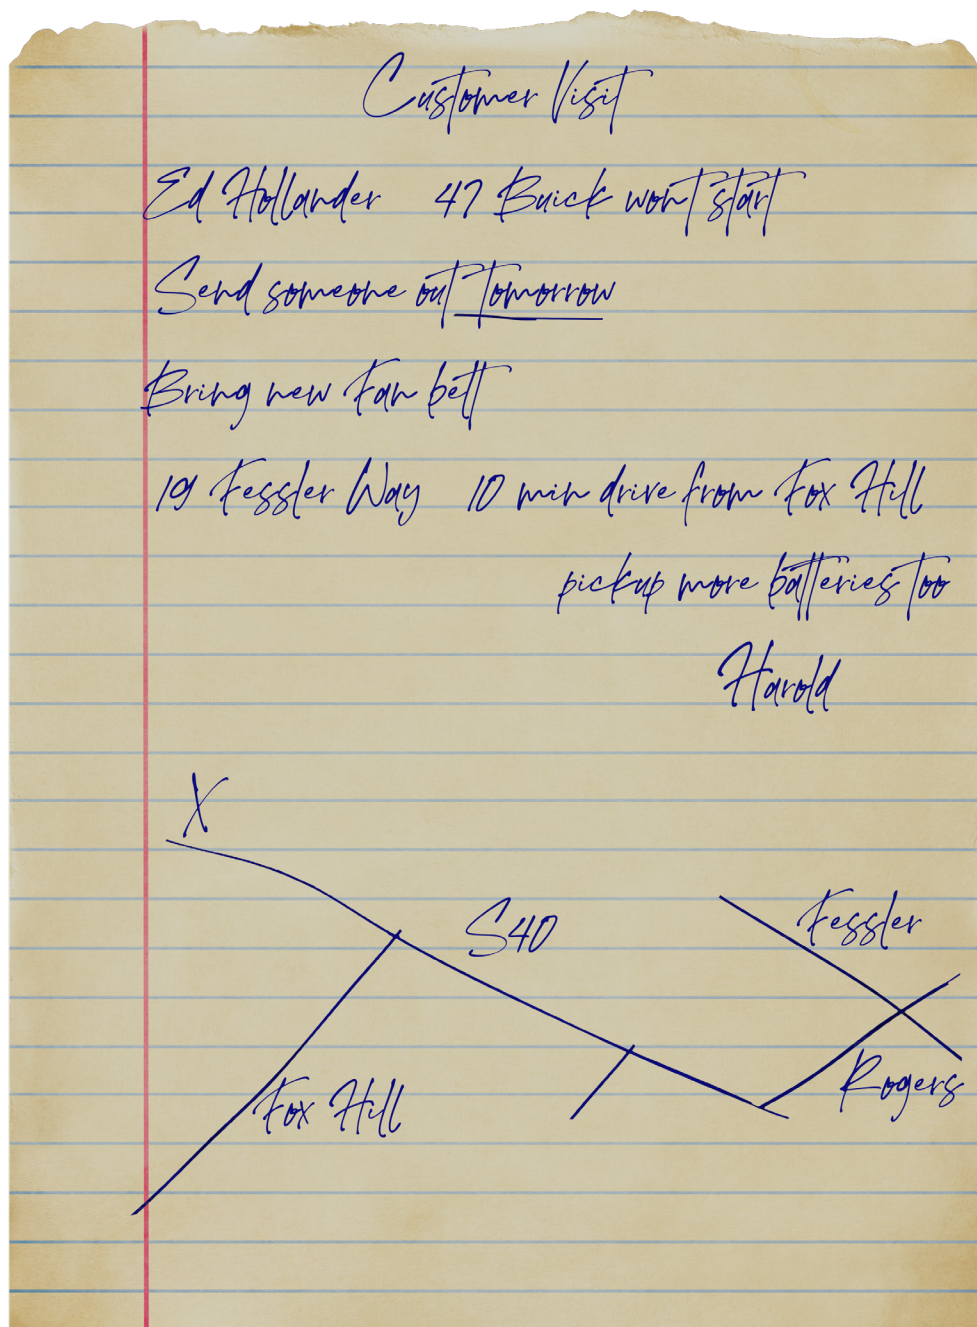 Customer Visit
Ed Hollander 47 Buick wont start
Send someone out tomorrow
Bring new Fan belt
19 Fessler Way 10 min drive from Fox Hill
pickup more batteries too
Harold
X
S40
Fessler
Rogers
Fox Hill